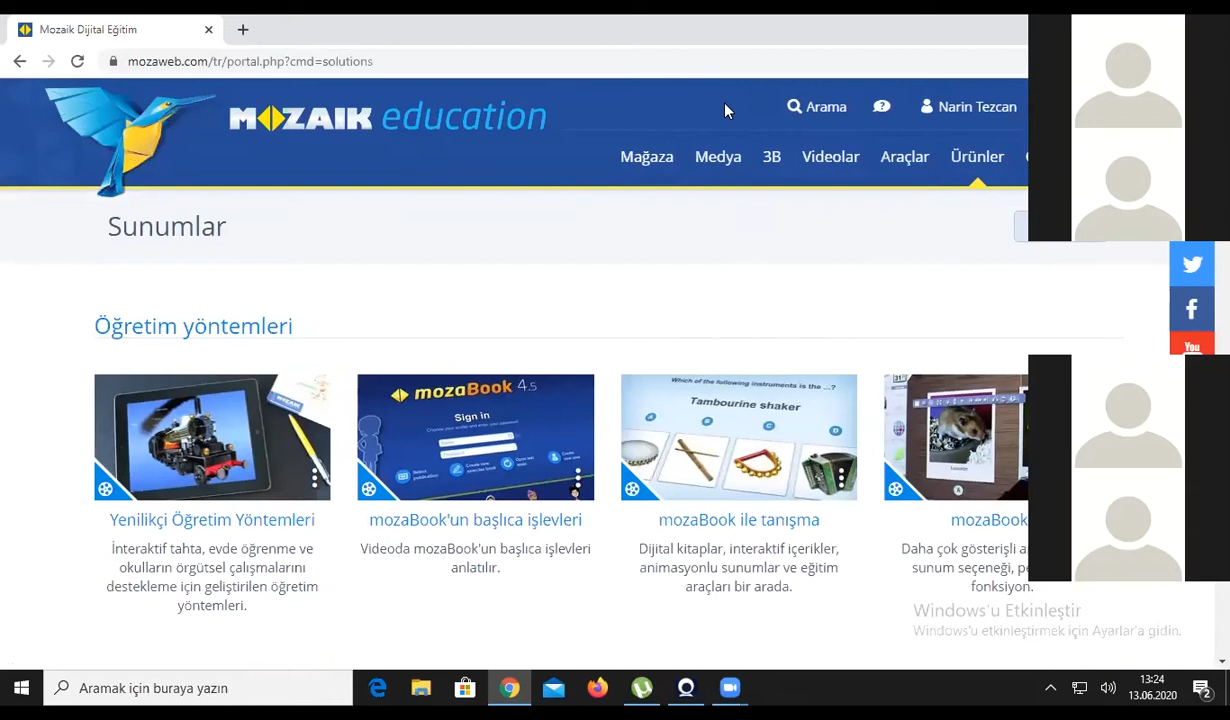 Mozaik Dijital Eğitim
mozaweb.com/tr/portal.php?cmd=solutions
MOZAIK education
Arama
Narin Tezcan
Mağaza Medya 3B Videolar Araçlar Ürünler
Sunumlar
You
Öğretim yöntemleri
mozaBook 4.5
Sign in
Which of the following instruments is the ...?
Tambourine shaker
A B C D
A
Yenilikçi Öğretim Yöntemleri
İnteraktif tahta, evde öğrenme ve
okulların örgütsel çalışmalarını
destekleme için geliştirilen öğretim
yöntemleri.
mozaBook'un başlıca işlevleri
Videoda mozaBook'un başlıca işlevleri
anlatılır.
mozaBook ile tanışma
Dijital kitaplar, interaktif içerikler,
animasyonlu sunumlar ve eğitim
araçları bir arada.
mozaBook
Daha çok gösterişli a
sunum seçeneği, pe
fonksiyon.
Windows'u Etkinleştir
Windows'u etkinleştirmek için Ayarlar'a gidin.
Aramak için buraya yazın
13:24
13.06.2020
2